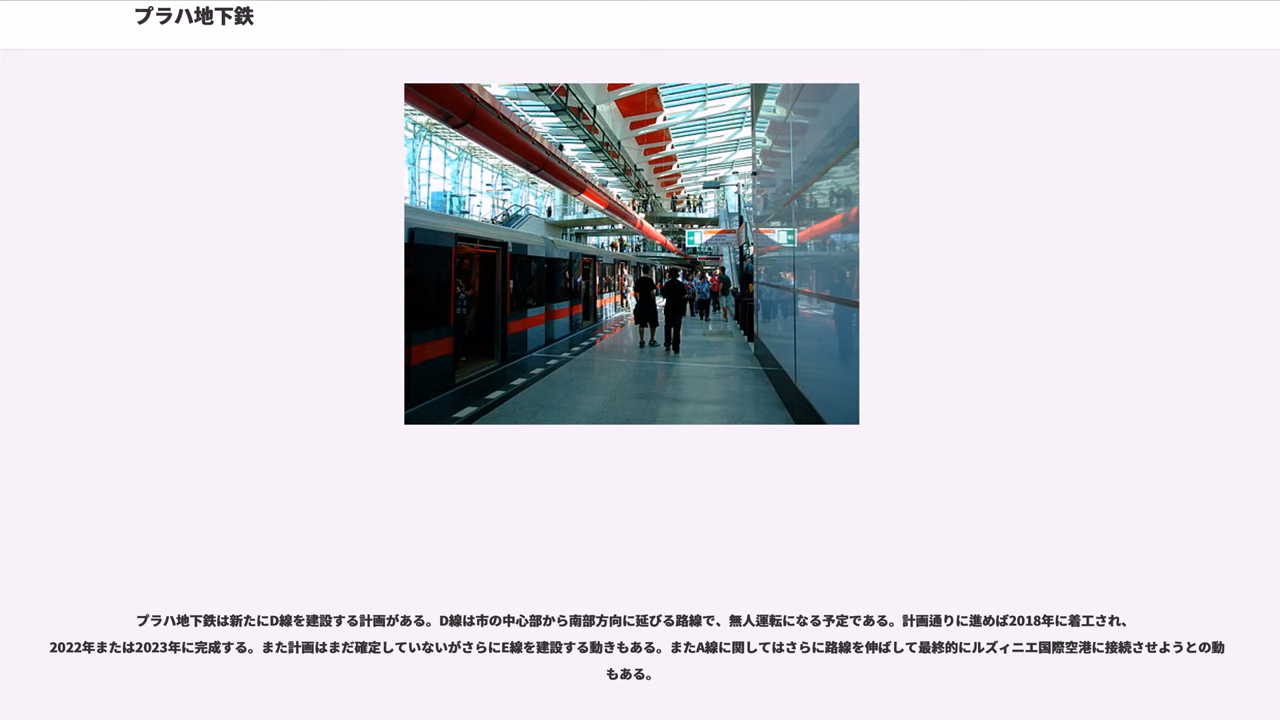 プラハ地下鉄
プラハ地下鉄は新たにD線を建設する計画がある。D線は市の中心部から南部方向に延びる路線で、無人運転になる予定である。計画通りに進めば2018年に着工され、
2022年または2023年に完成する。また計画はまだ確定していないがさらにE線を建設する動きもある。またA線に関してはさらに路線を伸ばして最終的にルズィニエ国際空港に接続させようとの動
もある。